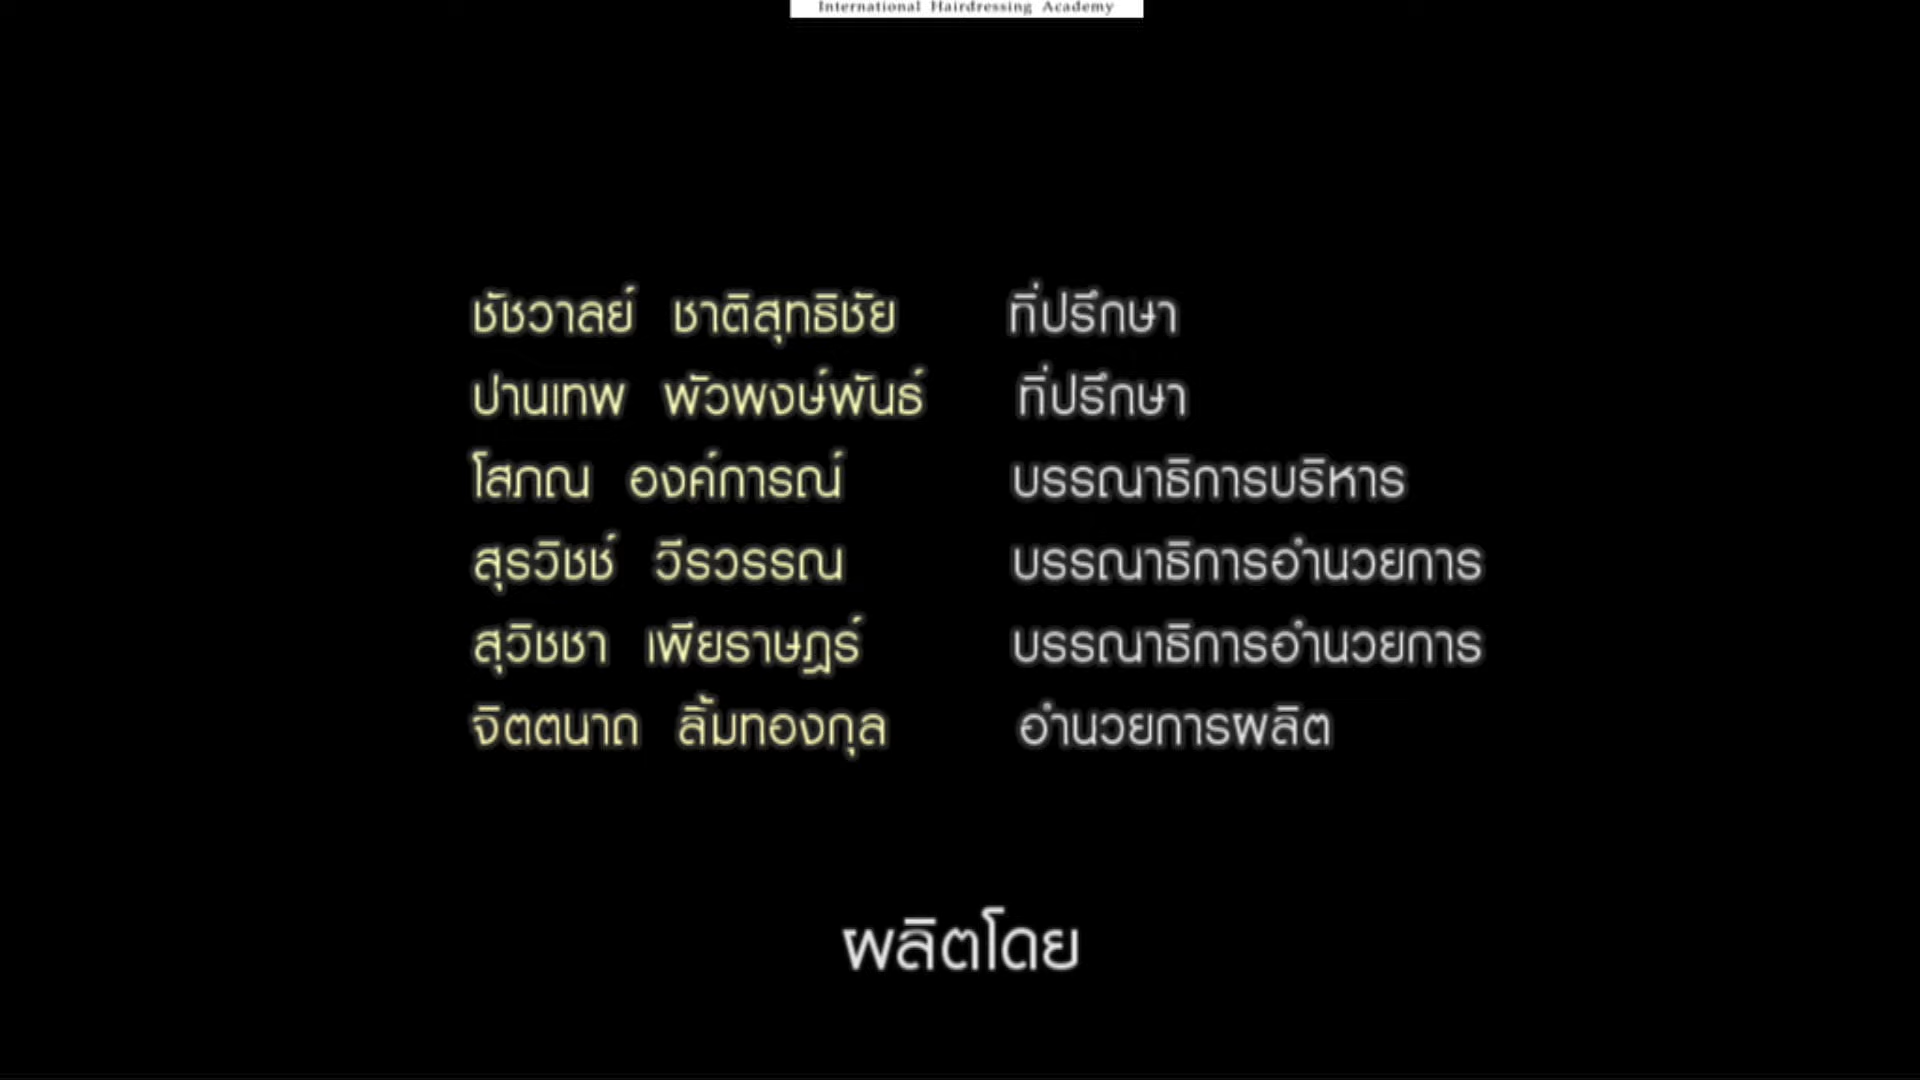 International Hairdressing Academy
ชัชวาลย์ ชาติสุทธิชัย ที่ปรึกษา
ปานเทพ พัวพงษ์พันธ์ ที่ปรึกษา
โสภณ องค์การณ์ บรรณาธิการบริหาร
สุรวิชช์ วีรวรรณ บรรณาธิการอำนวยการ
สุวิชชา เพียราษฎร์ บรรณาธิการอำนวยการ
จิตตนาถ ลิ้มทองกุล อำนวยการผลิต
ผลิตโดย